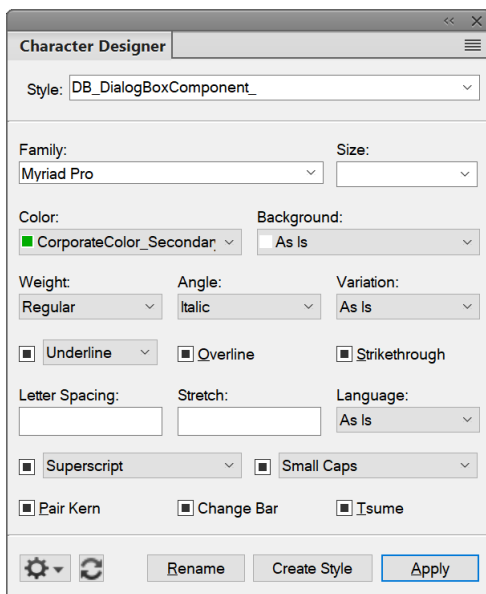 Character Designer
Style: DB_DialogBoxComponent_
Family: Size:
Myriad Pro
Color: Background:
CorporateColor_Secondar As Is
Weight: Angle: Variation:
Regular Italic As Is
Underline Overline Strikethrough
Letter Spacing: Stretch: Language:
As Is
Superscript Small Caps
Pair Kern Change Bar Tsume
Rename Create Style Apply